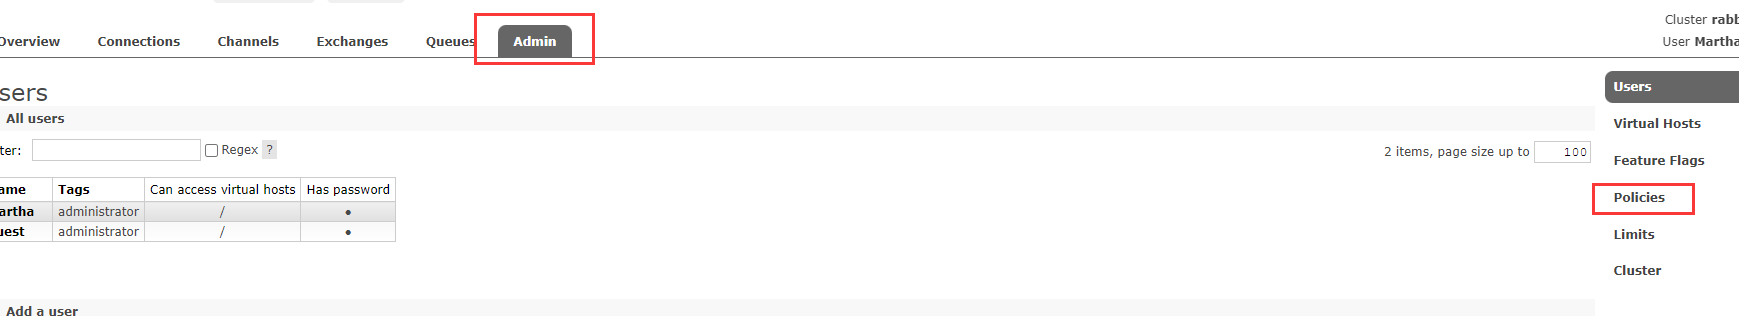 Cluster rabb
Overview Connections Channels Exchanges Queues Admin
User Martha
sers
Users
All users
Virtual Hosts
ter: Regex ?
2 items, page size up to 100
Feature Flags
ame Tags Can access virtual hosts Has password
Policies
artha administrator / ●
uest administrator / ●
Limits
Cluster
Add a user